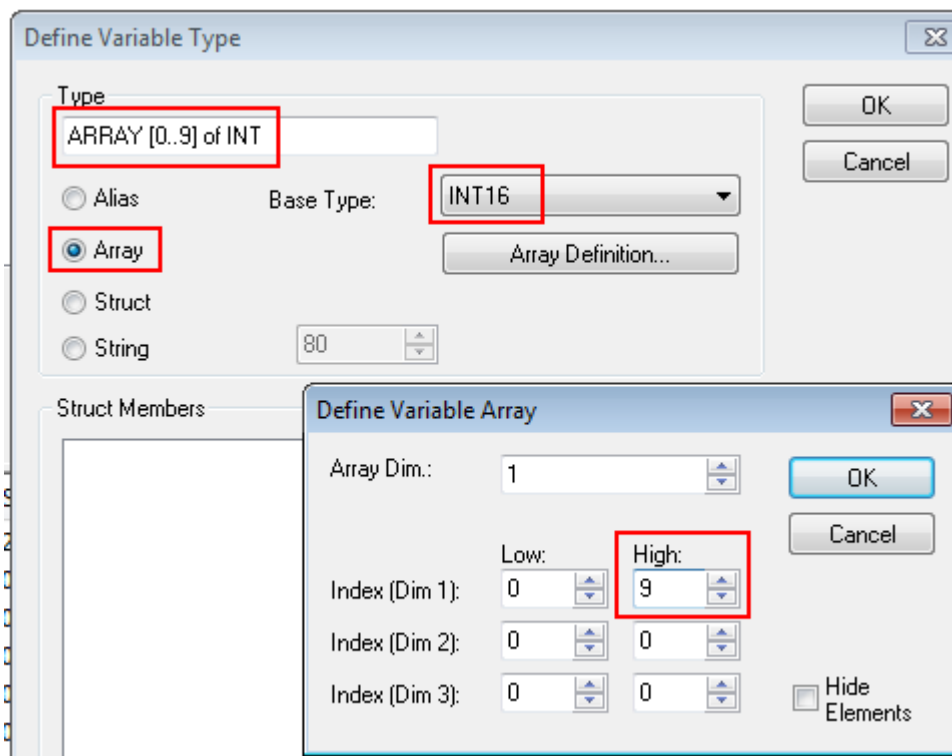 Define Variable Type
Type
ARRAY [0..9] of INT
OK
Cancel
Alias
Base Type:
INT16
Array
Array Definition...
Struct
String
80
Struct Members
Define Variable Array
Array Dim.:
1
OK
Cancel
Low:
High:
Index (Dim 1):
0
9
Index (Dim 2):
0
0
Index (Dim 3):
0
0
Hide
Elements